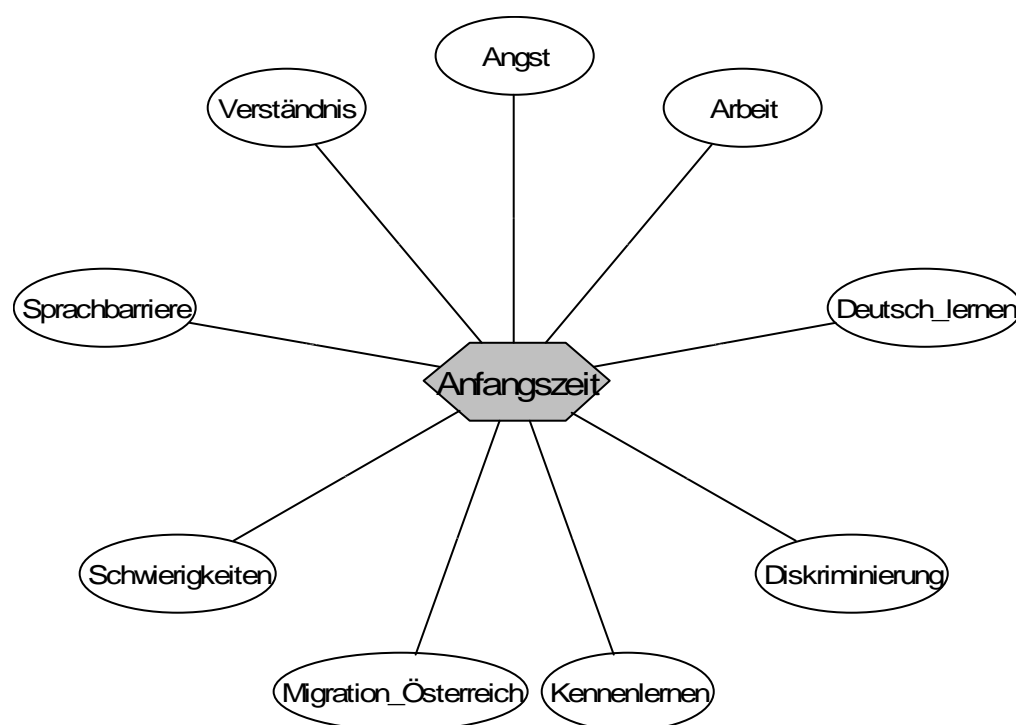 Angst
Verständnis
Arbeit
Sprachbarriere
Deutsch_lernen
Anfangszeit
Schwierigkeiten
Diskriminierung
Migration_Österreich
Kennenlernen